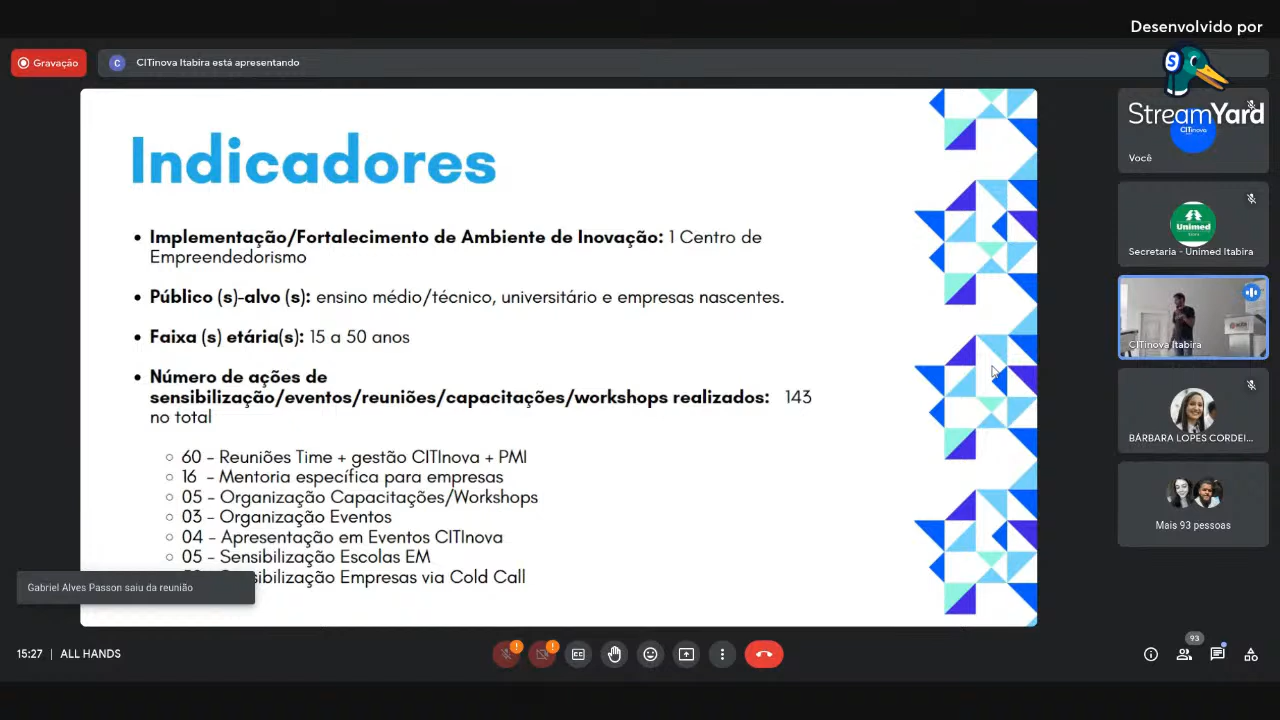 Desenvolvido por
StreamYard
Gravação
C
CITinova Itabira está apresentando
Indicadores
Implementação/Fortalecimento de Ambiente de Inovação: 1 Centro de
Empreendedorismo
Público (s)-alvo (s): ensino médio/técnico, universitário e empresas nascentes.
Faixa (s) etária(s): 15 a 50 anos
Número de ações de
sensibilização/eventos/reuniões/capacitações/workshops realizados: 143
no total
60 - Reuniões Time + gestão CITInova + PMI
16 - Mentoria específica para empresas
05 - Organização Capacitações/Workshops
03 - Organização Eventos
04 - Apresentação em Eventos CITInova
05 - Sensibilização Escolas EM
Empresas via Cold Call
Gabriel Alves Passon saiu da reunião
CITinova
Você
Unimed
Secretaria - Unimed Itabira
CITinova Itabira
BÁRBARA LOPES CORDEI...
Mais 93 pessoas
15:27 | ALL HANDS
93